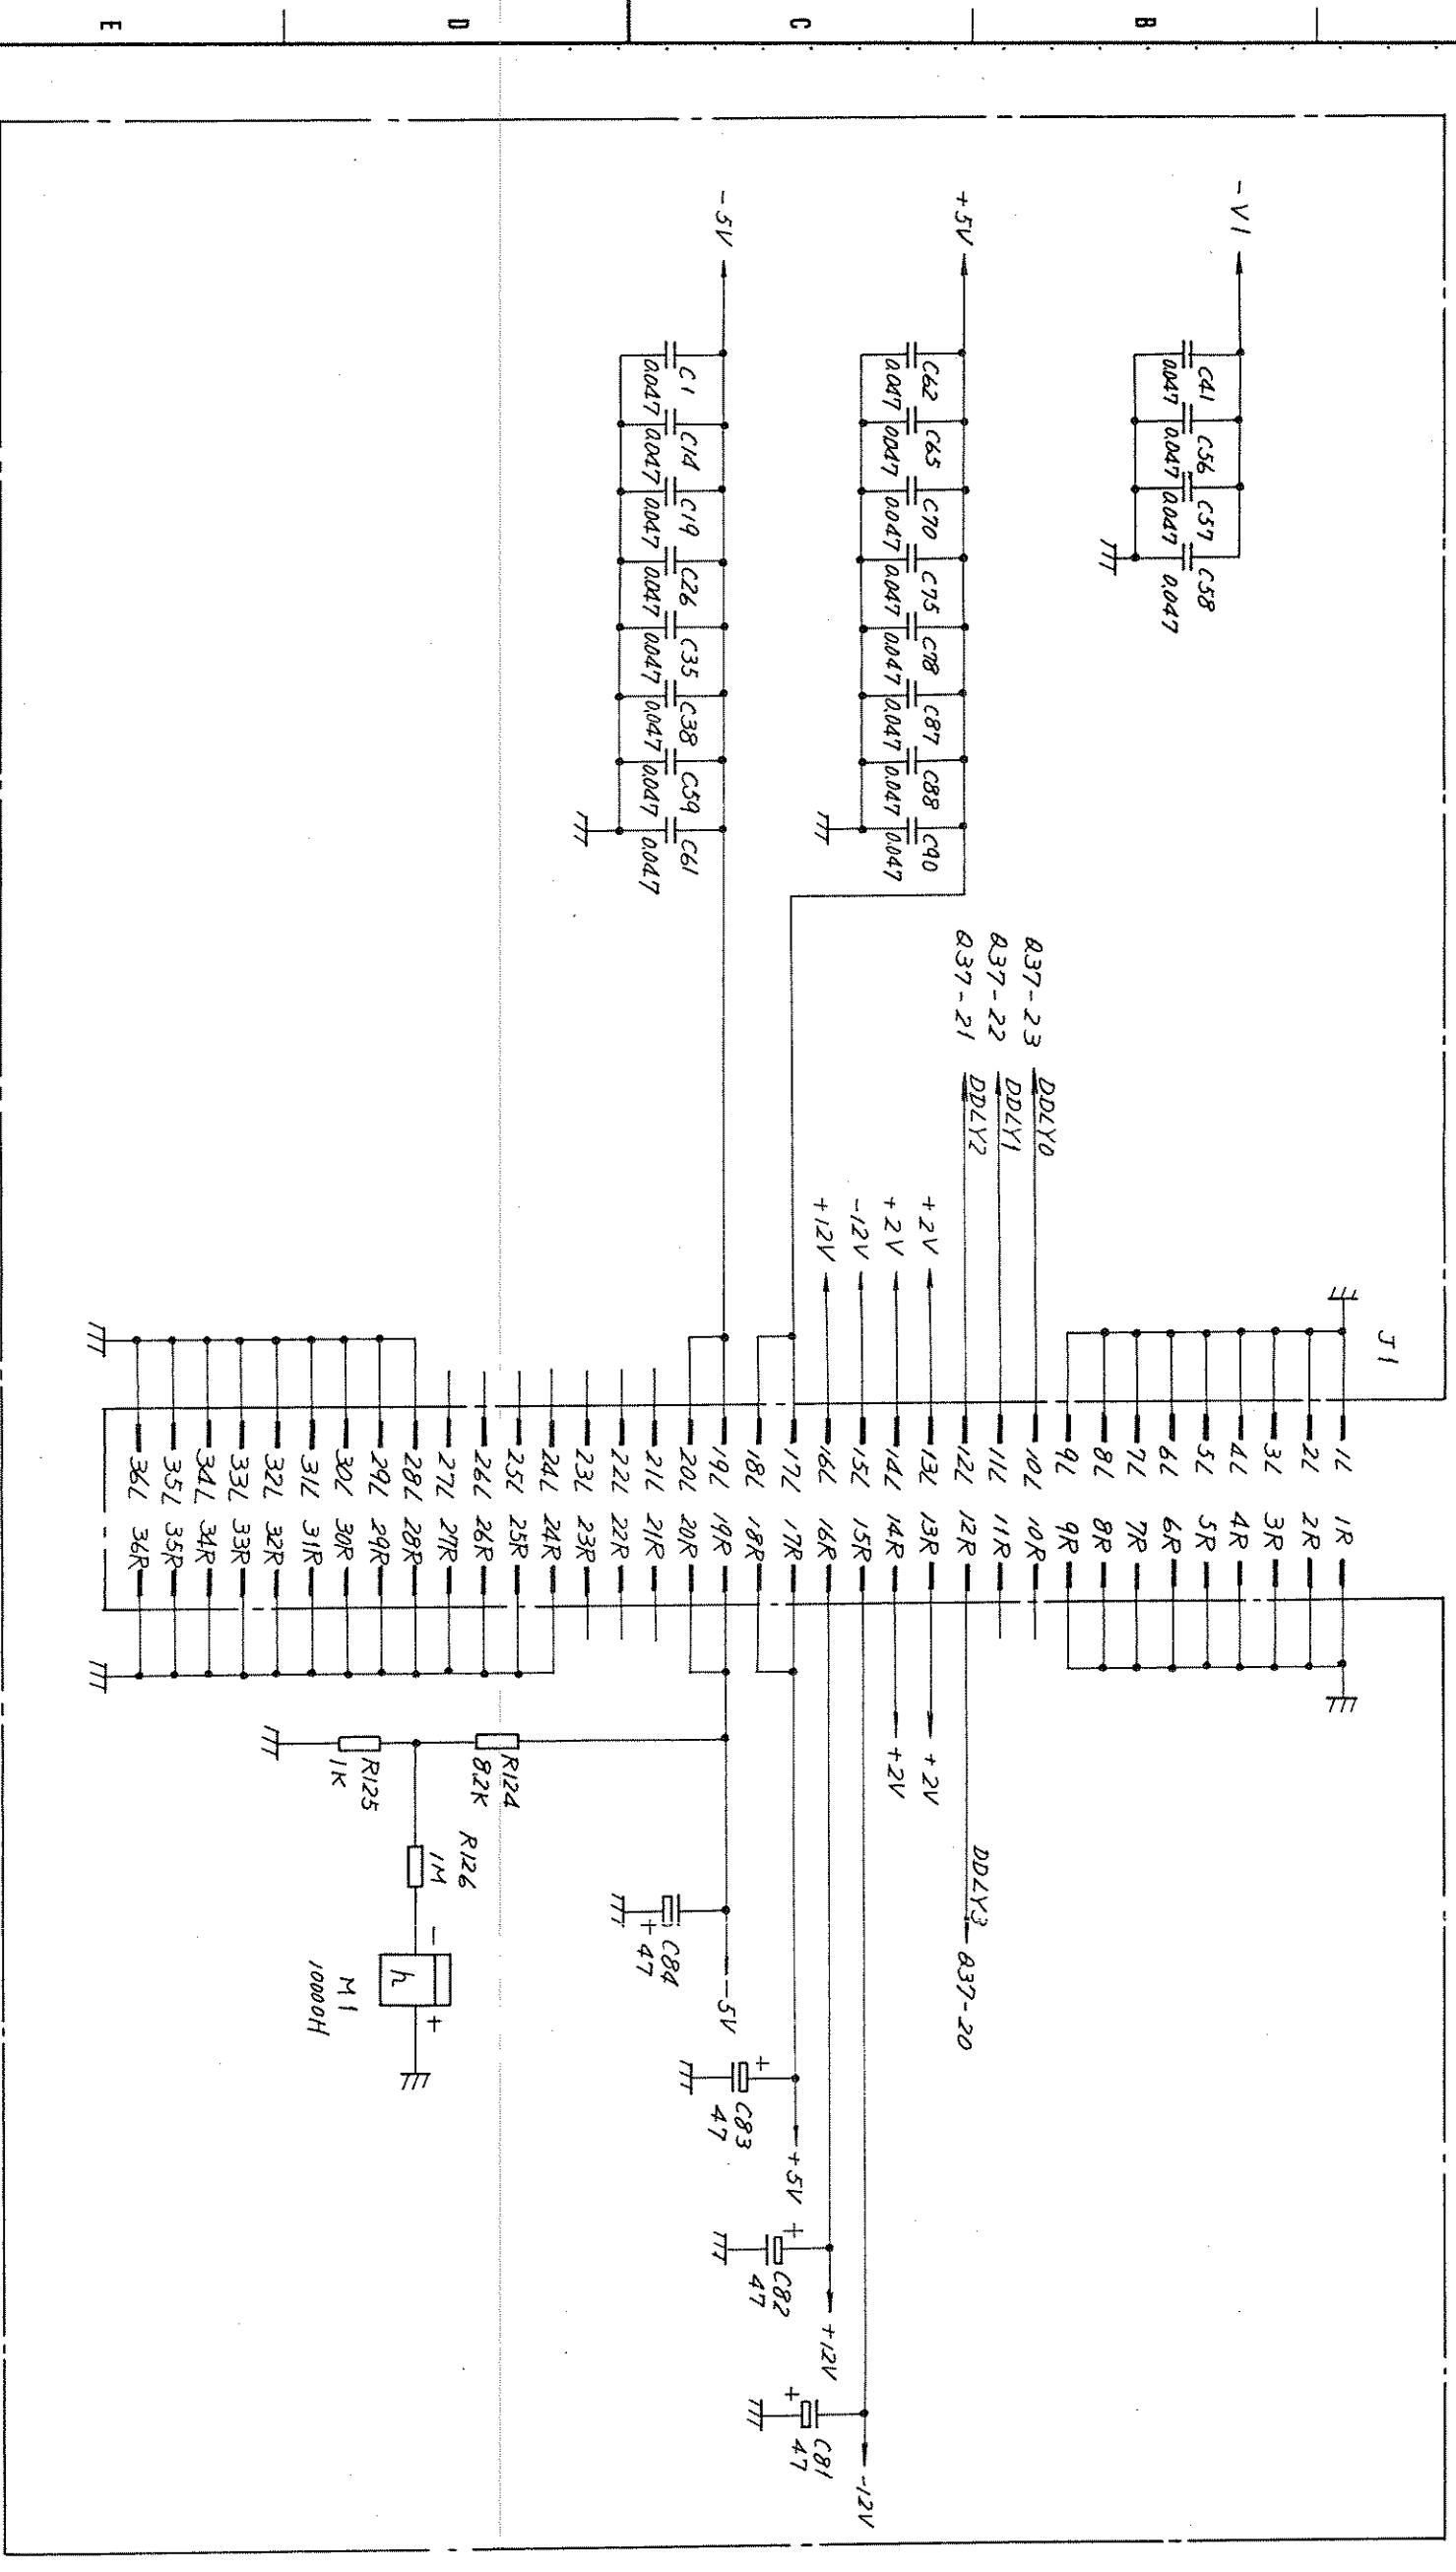 E
D
C
B
-V1
C41
0.047
C56
0.047
C57
0.047
C58
0.047
+5V
C62
0.047
C65
0.047
C70
0.047
C75
0.047
C78
0.047
C87
0.047
C88
0.047
C90
0.047
-5V
C1
0.047
C14
0.047
C19
0.047
C26
0.047
C35
0.047
C38
0.047
C59
0.047
C61
0.047
Q37-23 DDLY0
Q37-22 DDLY1
Q37-21 DDLY2
+2V
+2V
-12V
+12V
J1
1L 1R
2L 2R
3L 3R
4L 4R
5L 5R
6L 6R
7L 7R
8L 8R
9L 9R
10L 10R
11L 11R
12L 12R
13L 13R
14L 14R
15L 15R
16L 16R
17L 17R
18L 18R
19L 19R
20L 20R
21L 21R
22L 22R
23L 23R
24L 24R
25L 25R
26L 26R
27L 27R
28L 28R
29L 29R
30L 30R
31L 31R
32L 32R
33L 33R
34L 34R
35L 35R
36L 36R
DDLY3 Q37-20
+2V
+2V
-12V
C81
+
47
+12V
C82
+
47
+5V
C83
+
47
-5V
C84
+ 47
R124
8.2K
R125
1K
R126
1M
- h +
M1
10000H